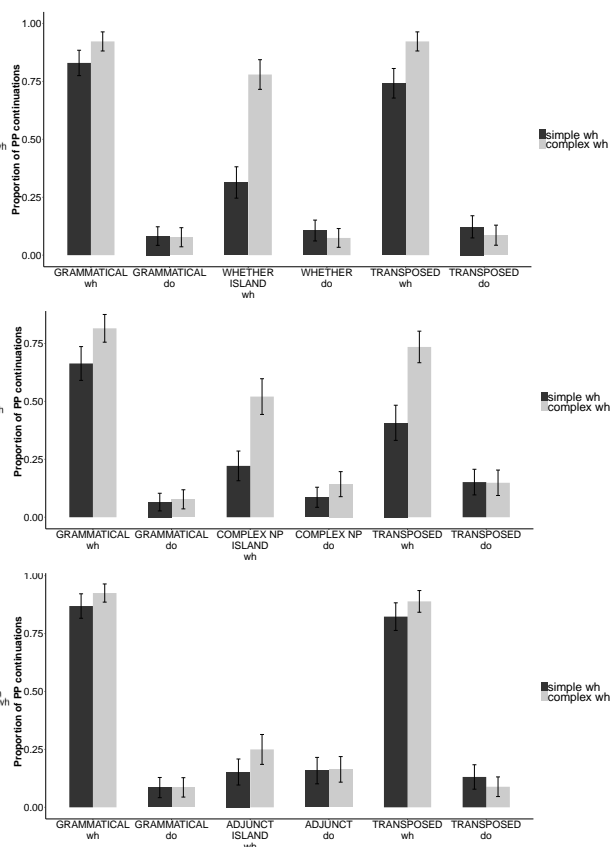 Proportion of PP continuations
1.00
0.75
0.50
0.25
0.00
wh
simple wh
complex wh
GRAMMATICAL GRAMMATICAL WHETHER WHETHER TRANSPOSED TRANSPOSED
wh do ISLAND do wh do
wh
Proportion of PP continuations
0.75
0.50
0.25
0.00
simple wh
complex wh
GRAMMATICAL GRAMMATICAL COMPLEX NP COMPLEX NP TRANSPOSED TRANSPOSED
wh do ISLAND do wh do
wh
Proportion of PP continuations
1.00
0.75
0.50
0.25
0.00
wh
simple wh
complex wh
GRAMMATICAL GRAMMATICAL ADJUNCT ADJUNCT TRANSPOSED TRANSPOSED
wh do ISLAND do wh do
wh